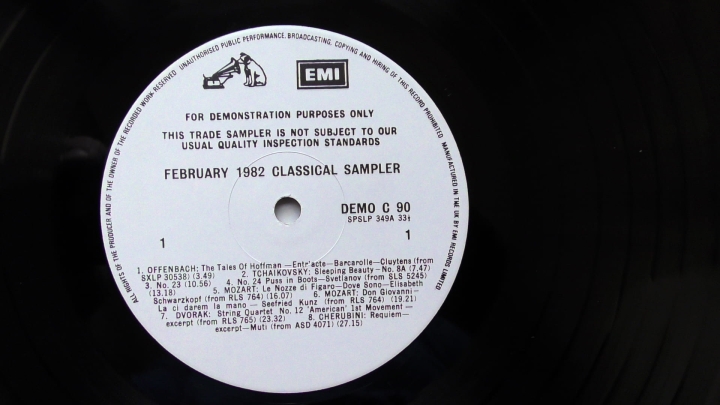 ALL RIGHTS OF THE PRODUCER AND OF THE OWNER OF THE RECORDED WORK RESERVED. UNAUTHORISED PUBLIC PERFORMANCE, BROADCASTING, COPYING AND HIRING OF THIS RECORD PROHIBITED. MANUFACTURED IN THE UK BY EMI RECORDS LIMITED
EMI
FOR DEMONSTRATION PURPOSES ONLY
THIS TRADE SAMPLER IS NOT SUBJECT TO OUR
USUAL QUALITY INSPECTION STANDARDS
FEBRUARY 1982 CLASSICAL SAMPLER
DEMO C 90
SPSLP 349A 33⅓
1 1
1. OFFENBACH; The Tales Of Hoffman —Entr'acte—Barcarolle—Cluytens (from
SXLP 30538) (3.49) 2. TCHAIKOVSKY; Sleeping Beauty— No. 8A (7.47)
3. No. 23 (10.56) 4. No. 24 Puss in Boots—Svetlanov (from SLS 5245)
(13.18) 5. MOZART; Le Nozze di Figaro—Dove Sono—Elisabeth
Schwarzkopf (from RLS 764) (16.07) 6. MOZART; Don Giovanni—
La ci darem la mano — Seefried Kunz (from RLS 764) (19.21)
7. DVORAK; String Quartet No. 12 'American' 1st Movement—
excerpt (from RLS 765) (23.32) 8. CHERUBINI; Requiem—
excerpt—Muti (from ASD 4071) (27.15)